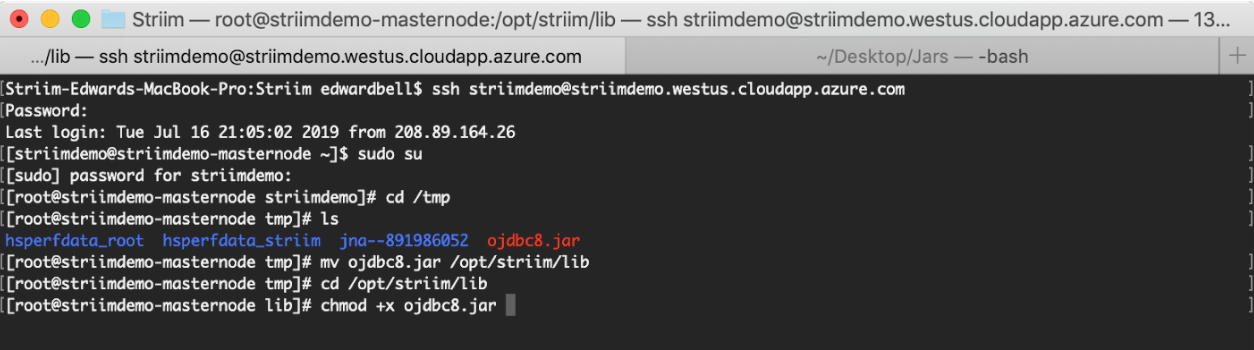 Striim — root@striimdemo-masternode:/opt/striim/lib — ssh striimdemo@striimdemo.westus.cloudapp.azure.com — 13...
.../lib — ssh striimdemo@striimdemo.westus.cloudapp.azure.com ~/Desktop/Jars — -bash +
[Striim-Edwards-MacBook-Pro:Striim edwardbell$ ssh striimdemo@striimdemo.westus.cloudapp.azure.com ]
[Password: ]
Last login: Tue Jul 16 21:05:02 2019 from 208.89.164.26
[[striimdemo@striimdemo-masternode ~]$ sudo su ]
[[sudo] password for striimdemo: ]
[[root@striimdemo-masternode striimdemo]# cd /tmp ]
[[root@striimdemo-masternode tmp]# ls ]
hsperfdata_root hsperfdata_striim jna--891986052 ojdbc8.jar
[[root@striimdemo-masternode tmp]# mv ojdbc8.jar /opt/striim/lib ]
[[root@striimdemo-masternode tmp]# cd /opt/striim/lib ]
[[root@striimdemo-masternode lib]# chmod +x ojdbc8.jar ]